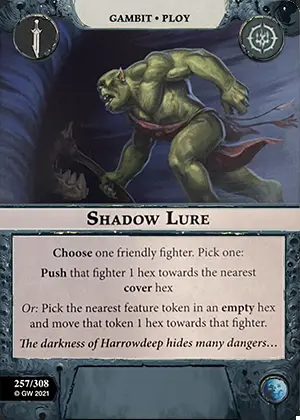 GAMBIT • PLOY
SHADOW LURE
Choose one friendly fighter. Pick one:
Push that fighter 1 hex towards the nearest
cover hex
Or: Pick the nearest feature token in an empty hex
and move that token 1 hex towards that fighter.
The darkness of Harrowdeep hides many dangers…
257/308
© GW 2021